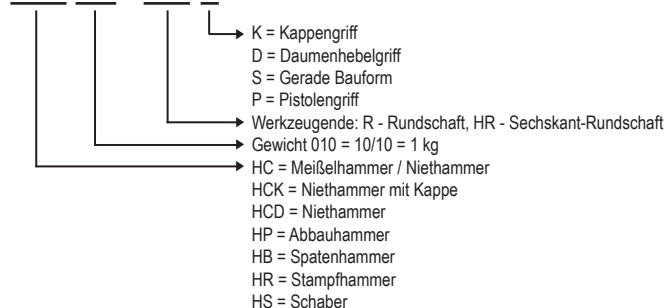 K = Kappengriff
D = Daumenhebelgriff
S = Gerade Bauform
P = Pistolengriff
Werkzeugende: R - Rundschaft, HR - Sechskant-Rundschaft
Gewicht 010 = 10/10 = 1 kg
HC = Meißelhammer / Niethammer
HCK = Niethammer mit Kappe
HCD = Niethammer
HP = Abbauhammer
HB = Spatenhammer
HR = Stampfhammer
HS = Schaber